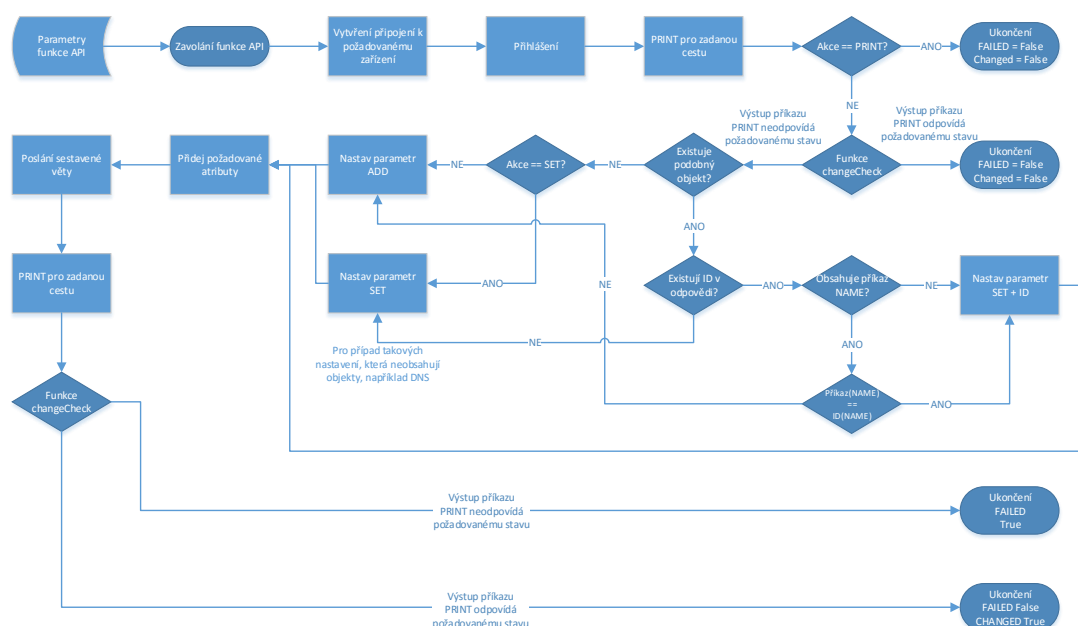 Parametry
funkce API
Zavolání funkce API
Vytvření připojení k
požadovanému
zařízení
Přihlášení
PRINT pro zadanou
cestu
Akce == PRINT?
ANO
Ukončení
FAILED = False
Changed = False
NE
Výstup příkazu
PRINT neodpovídá
požadovanému stavu
Výstup příkazu
PRINT odpovídá
požadovanému stavu
Poslání sestavené
věty
Přidej požadované
atributy
Nastav parametr
ADD
NE
Akce == SET?
NE
Existuje
podobný
objekt?
Funkce
changeCheck
Ukončení
FAILED = False
Changed = False
ANO
PRINT pro zadanou
cestu
Nastav parametr
SET
ANO
NE
Existují ID v
odpovědi?
ANO
Obsahuje příkaz
NAME?
NE
Nastav parametr
SET + ID
NE
Pro případ takových
nastavení, která neobsahují
objekty, například DNS
ANO
Funkce
changeCheck
Příkaz(NAME)
==
ID(NAME)
ANO
Výstup příkazu
PRINT neodpovídá
požadovanému stavu
Ukončení
FAILED
True
Výstup příkazu
PRINT odpovídá
požadovanému stavu
Ukončení
FAILED False
CHANGED True